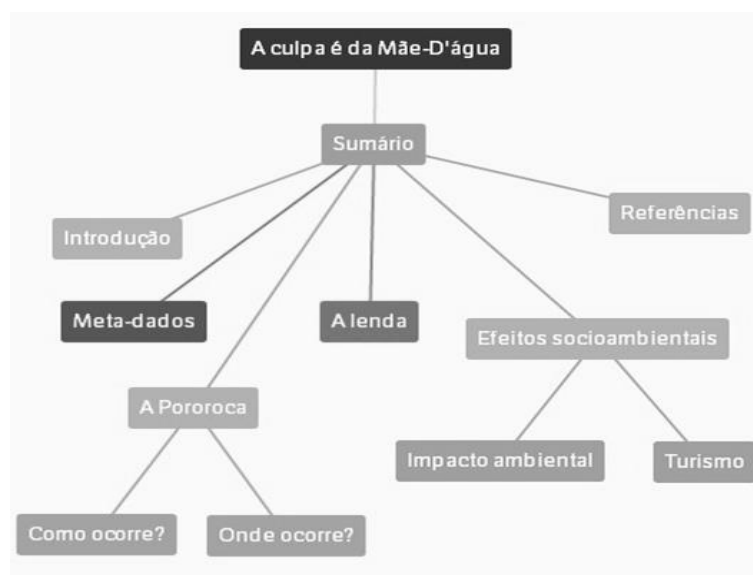 A culpa é da Mãe-D'água
Sumário
Referências
Introdução
Meta-dados
A lenda
Efeitos socioambientais
A Pororoca
Impacto ambiental
Turismo
Como ocorre?
Onde ocorre?